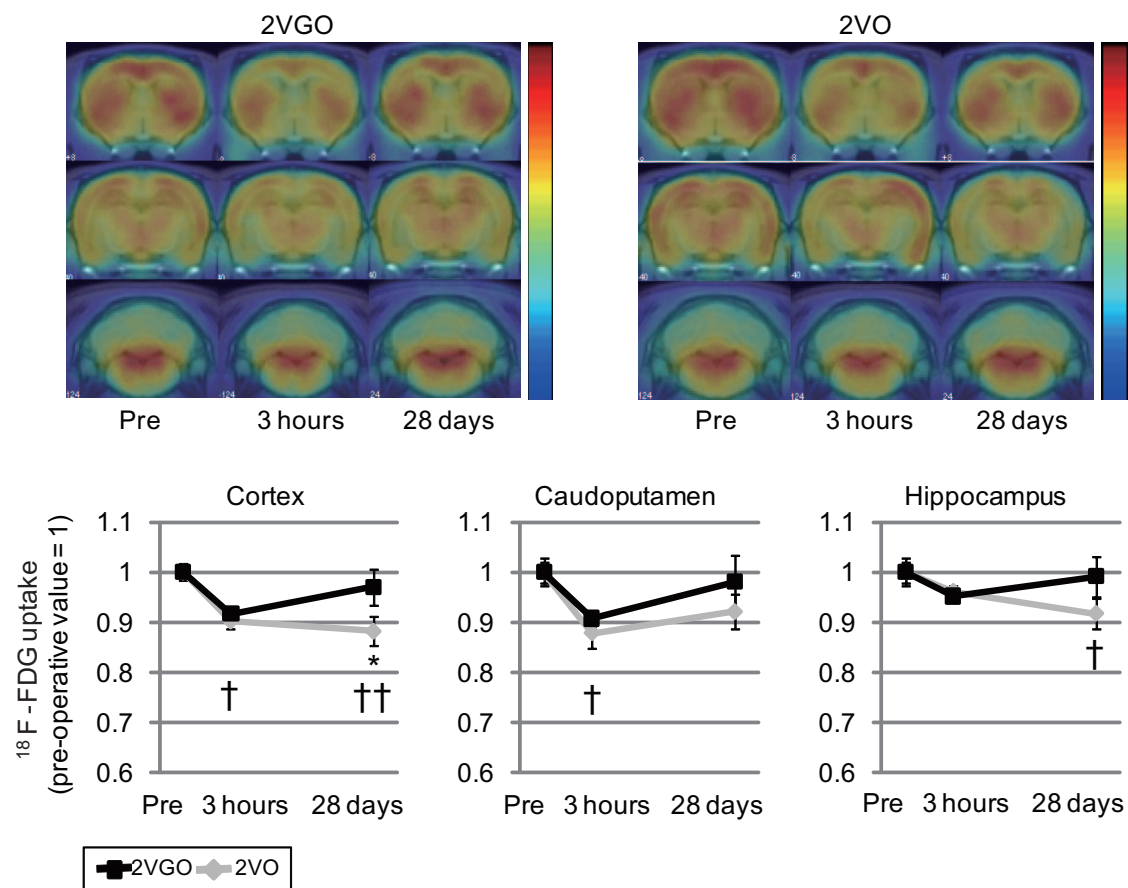 2VGO 2VO
Pre 3 hours 28 days Pre 3 hours 28 days
Cortex Caudoputamen Hippocampus
18 F -FDG uptake
(pre-operative value = 1)
1.1
1
0.9
0.8
0.7
0.6
*
†
††
Pre 3 hours 28 days
1.1
1
0.9
0.8
0.7
0.6
†
Pre 3 hours 28 days
1.1
1
0.9
0.8
0.7
0.6
†
Pre 3 hours 28 days
2VGO 2VO